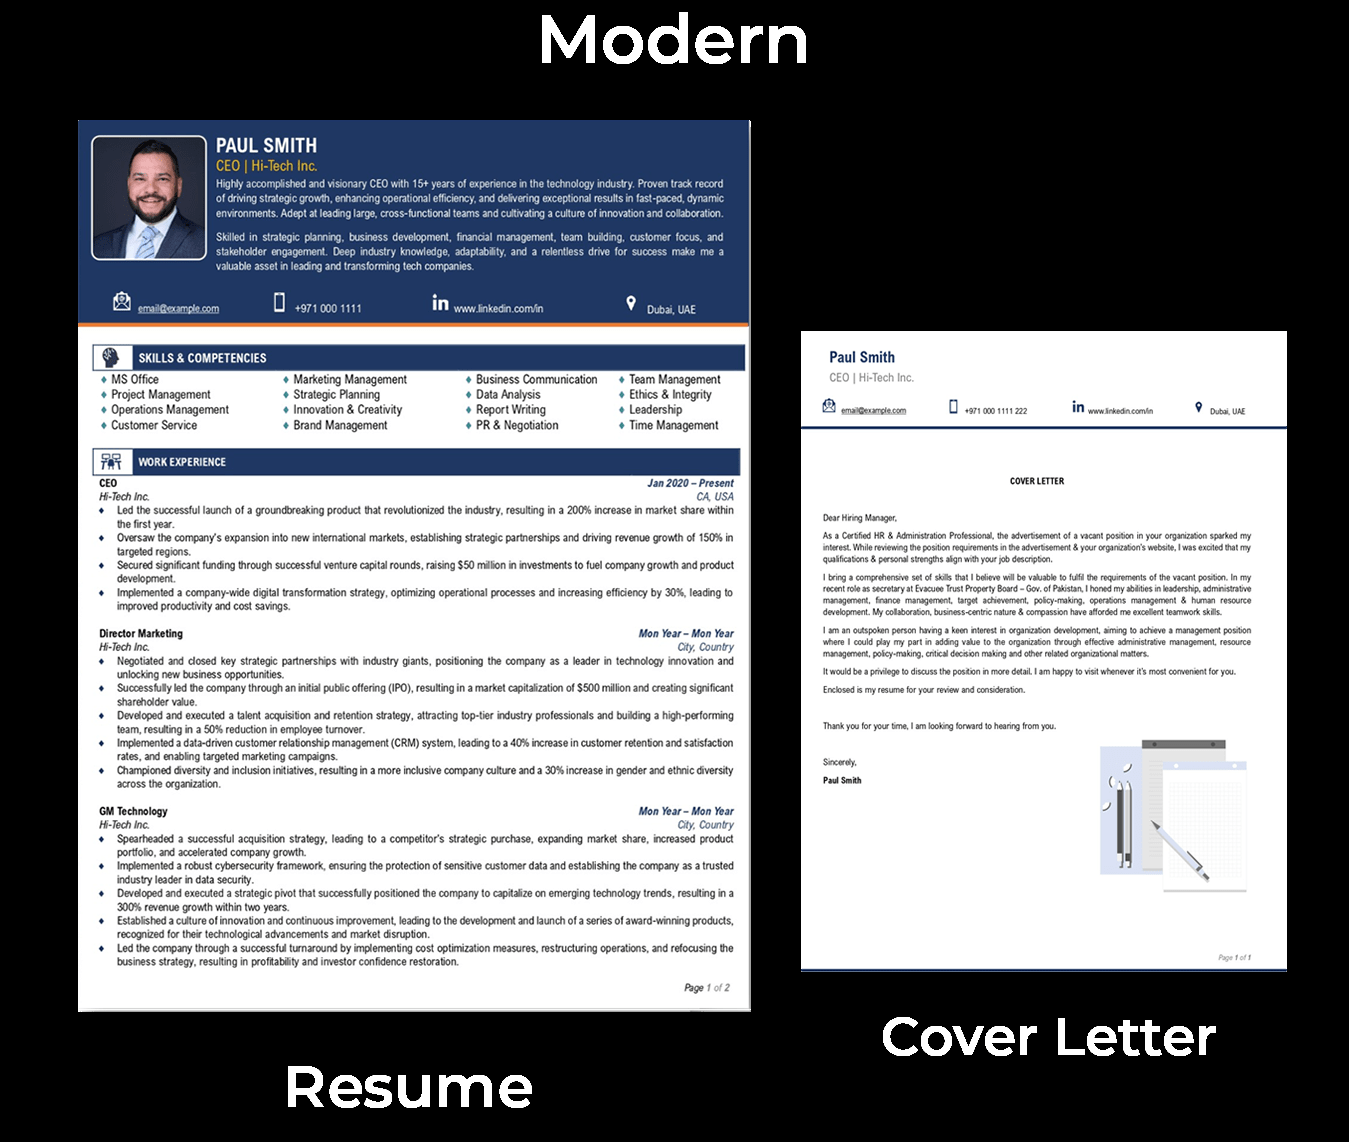 Modern
PAUL SMITH
CEO | Hi-Tech Inc.
Highly accomplished and visionary CEO with 15+ years of experience in the technology industry. Proven track record
of driving strategic growth, enhancing operational efficiency, and delivering exceptional results in fast-paced, dynamic
environments. Adept at leading large, cross-functional teams and cultivating a culture of innovation and collaboration.
Skilled in strategic planning, business development, financial management, team building, customer focus, and
stakeholder engagement. Deep industry knowledge, adaptability, and a relentless drive for success make me a
valuable asset in leading and transforming tech companies.
email@example.com +971 000 1111 in www.linkedin.com/in Dubai, UAE
SKILLS & COMPETENCIES
MS Office Marketing Management Business Communication Team Management
Project Management Strategic Planning Data Analysis Ethics & Integrity
Operations Management Innovation & Creativity Report Writing Leadership
Customer Service Brand Management PR & Negotiation Time Management
WORK EXPERIENCE
CEO Jan 2020 – Present
Hi-Tech Inc. CA, USA
Led the successful launch of a groundbreaking product that revolutionized the industry, resulting in a 200% increase in market share within
the first year.
Oversaw the company's expansion into new international markets, establishing strategic partnerships and driving revenue growth of 150% in
targeted regions.
Secured significant funding through successful venture capital rounds, raising $50 million in investments to fuel company growth and product
development.
Implemented a company-wide digital transformation strategy, optimizing operational processes and increasing efficiency by 30%, leading to
improved productivity and cost savings.
Director Marketing Mon Year – Mon Year
Hi-Tech Inc. City, Country
Negotiated and closed key strategic partnerships with industry giants, positioning the company as a leader in technology innovation and
unlocking new business opportunities.
Successfully led the company through an initial public offering (IPO), resulting in a market capitalization of $500 million and creating significant
shareholder value.
Developed and executed a talent acquisition and retention strategy, attracting top-tier industry professionals and building a high-performing
team, resulting in a 50% reduction in employee turnover.
Implemented a data-driven customer relationship management (CRM) system, leading to a 40% increase in customer retention and satisfaction
rates, and enabling targeted marketing campaigns.
Championed diversity and inclusion initiatives, resulting in a more inclusive company culture and a 30% increase in gender and ethnic diversity
across the organization.
GM Technology Mon Year – Mon Year
Hi-Tech Inc. City, Country
Spearheaded a successful acquisition strategy, leading to a competitor's strategic purchase, expanding market share, increased product
portfolio, and accelerated company growth.
Implemented a robust cybersecurity framework, ensuring the protection of sensitive customer data and establishing the company as a trusted
industry leader in data security.
Developed and executed a strategic pivot that successfully positioned the company to capitalize on emerging technology trends, resulting in a
300% revenue growth within two years.
Established a culture of innovation and continuous improvement, leading to the development and launch of a series of award-winning products,
recognized for their technological advancements and market disruption.
Led the company through a successful turnaround by implementing cost optimization measures, restructuring operations, and refocusing the
business strategy, resulting in profitability and investor confidence restoration.
Page 1 of 2
Resume
Paul Smith
CEO | Hi-Tech Inc.
email@example.com +971 000 1111 222 in www.linkedin.com/in Dubai, UAE
COVER LETTER
Dear Hiring Manager,
As a Certified HR & Administration Professional, the advertisement of a vacant position in your organization sparked my
interest. While reviewing the position requirements in the advertisement & your organization's website, I was excited that my
qualifications & personal strengths align with your job description.
I bring a comprehensive set of skills that I believe will be valuable to fulfil the requirements of the vacant position. In my
recent role as secretary at Evacuee Trust Property Board – Gov. of Pakistan, I honed my abilities in leadership, administrative
management, finance management, target achievement, policy-making, operations management & human resource
development. My collaboration, business-centric nature & compassion have afforded me excellent teamwork skills.
I am an outspoken person having a keen interest in organization development, aiming to achieve a management position
where I could play my part in adding value to the organization through effective administrative management, resource
management, policy-making, critical decision making and other related organizational matters.
It would be a privilege to discuss the position in more detail. I am happy to visit whenever it's most convenient for you.
Enclosed is my resume for your review and consideration.
Thank you for your time, I am looking forward to hearing from you.
Sincerely,
Paul Smith
Page 1 of 1
Cover Letter